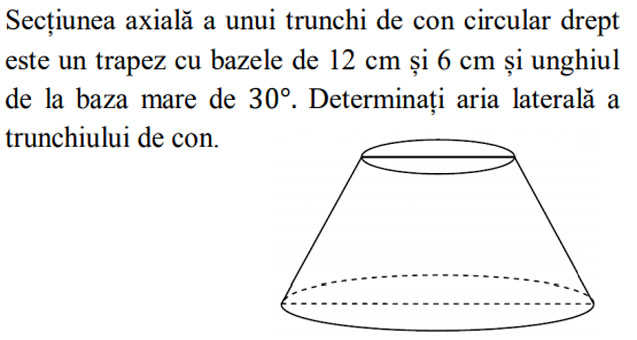 Secțiunea axială a unui trunchi de con circular drept
este un trapez cu bazele de 12 cm și 6 cm și unghiul
de la baza mare de 30°. Determinați aria laterală a
trunchiului de con.